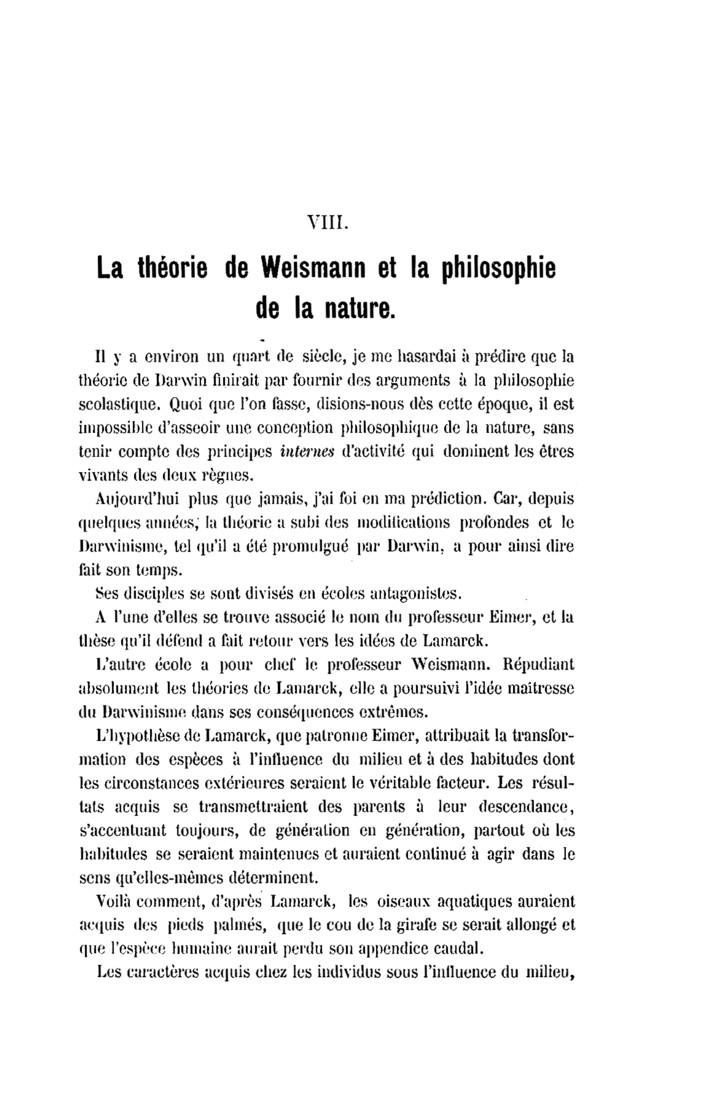 VIII.
La théorie de Weismann et la philosophie
de la nature.
Il y a environ un quart de siècle, je me hasardai à prédire que la
théorie de Darwin finirait par fournir des arguments à la philosophie
scolastique. Quoi que l'on fasse, disions-nous dès cette époque, il est
impossible d'asseoir une conception philosophique de la nature, sans
tenir compte des principes internes d'activité qui dominent les êtres
vivants des deux règnes.
Aujourd'hui plus que jamais, j'ai foi en ma prédiction. Car, depuis
quelques années, la théorie a subi des modifications profondes et le
Darwinisme, tel qu'il a été promulgué par Darwin, a pour ainsi dire
fait son temps.
Ses disciples se sont divisés en écoles antagonistes.
A l'une d'elles se trouve associé le nom du professeur Eimer, et la
thèse qu'il défend a fait retour vers les idées de Lamarck.
L'autre école a pour chef le professeur Weismann. Répudiant
absolument les théories de Lamarck, elle a poursuivi l'idée maîtresse
du Darwinisme dans ses conséquences extrêmes.
L'hypothèse de Lamarck, que patronne Eimer, attribuait la transfor-
mation des espèces à l'influence du milieu et à des habitudes dont
les circonstances extérieures seraient le véritable facteur. Les résul-
tats acquis se transmettraient des parents à leur descendance,
s'accentuant toujours, de génération en génération, partout où les
habitudes se seraient maintenues et auraient continué à agir dans le
sens qu'elles-mêmes déterminent.
Voilà comment, d'après Lamarck, les oiseaux aquatiques auraient
acquis des pieds palmés, que le cou de la girafe se serait allongé et
que l'espèce humaine aurait perdu son appendice caudal.
Les caractères acquis chez les individus sous l'influence du milieu,